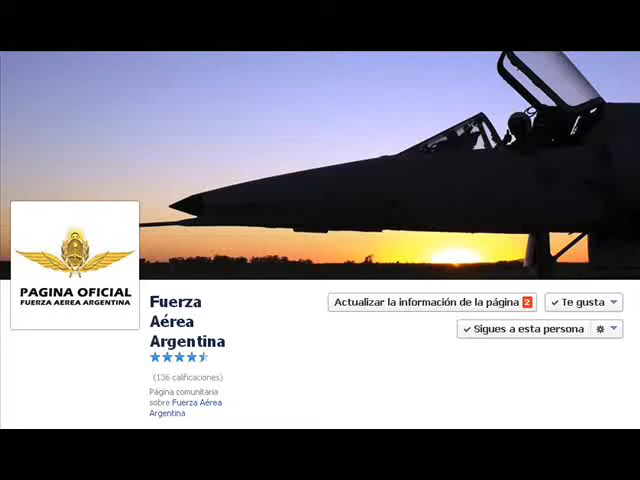 PAGINA OFICIAL
FUERZA AEREA ARGENTINA
Fuerza
Aérea
Argentina
(136 calificaciones)
Página comunitaria
sobre Fuerza Aérea
Argentina
Actualizar la información de la página 2
Te gusta
Sigues a esta persona